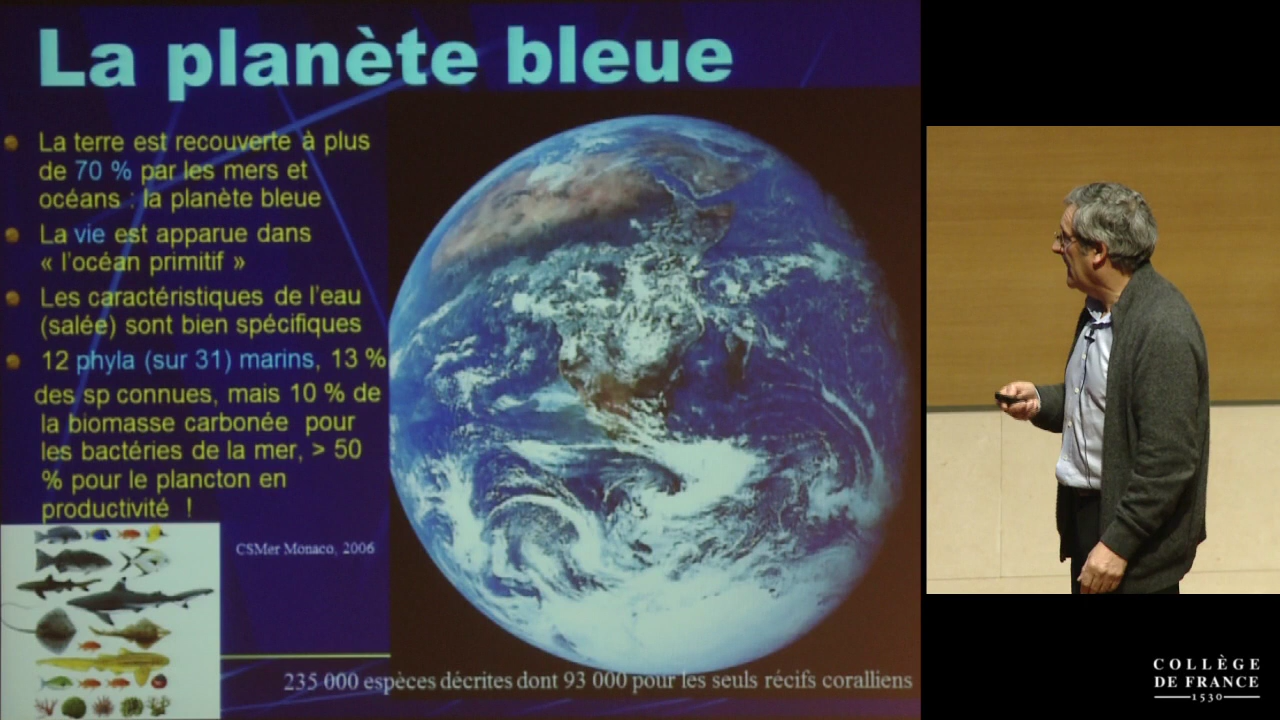 La planète bleue
La terre est recouverte à plus
de 70 % par les mers et
océans : la planète bleue
La vie est apparue dans
« l'océan primitif »
Les caractéristiques de l'eau
(salée) sont bien spécifiques
12 phyla (sur 31) marins, 13 %
des sp connues, mais 10 % de
la biomasse carbonée pour
les bactéries de la mer, > 50
% pour le plancton en
productivité !
CSMer Monaco, 2006
235 000 espèces décrites dont 93 000 pour les seuls récifs coralliens
COLLÈGE
DE FRANCE
1530